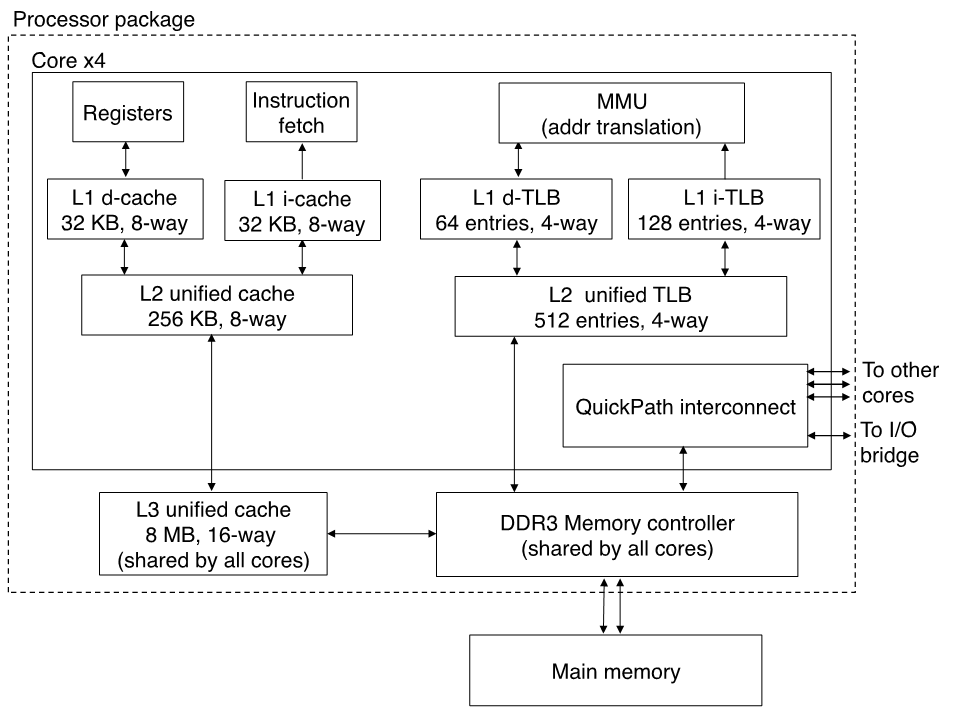 Processor package
Core x4
Registers
Instruction
fetch
MMU
(addr translation)
L1 d-cache
32 KB, 8-way
L1 i-cache
32 KB, 8-way
L1 d-TLB
64 entries, 4-way
L1 i-TLB
128 entries, 4-way
L2 unified cache
256 KB, 8-way
L2  unified TLB
512 entries, 4-way
QuickPath interconnect
To other
cores
To I/O
bridge
L3 unified cache
8 MB, 16-way
(shared by all cores)
DDR3 Memory controller
(shared by all cores)
Main memory